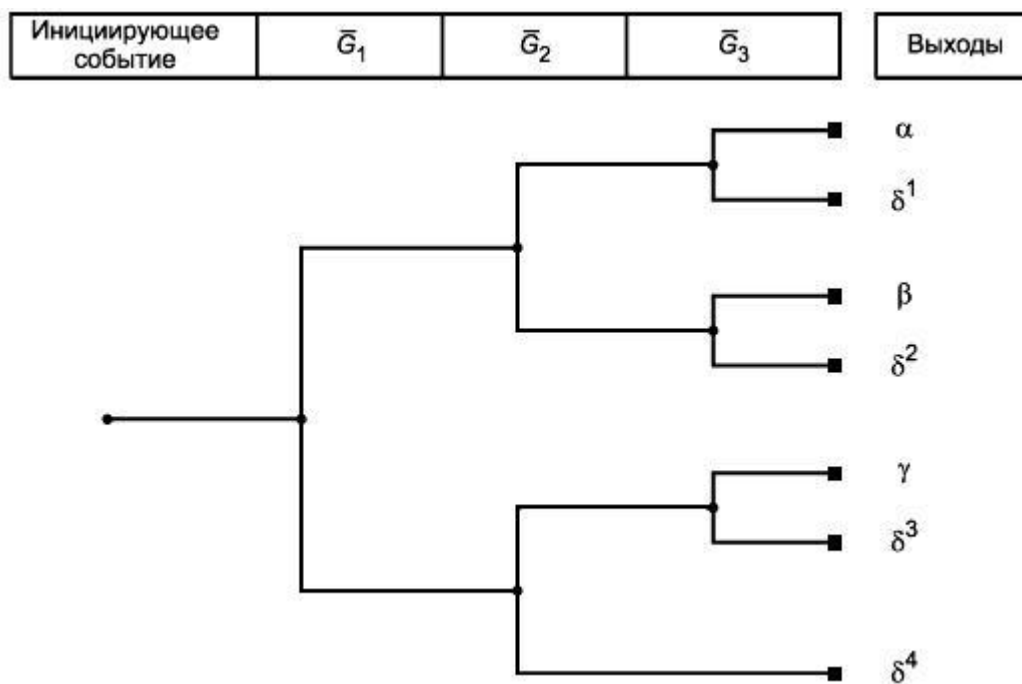 Инициирующее событие
G̅₁
G̅₂
G̅₃
Выходы
α
δ¹
β
δ²
γ
δ³
δ⁴